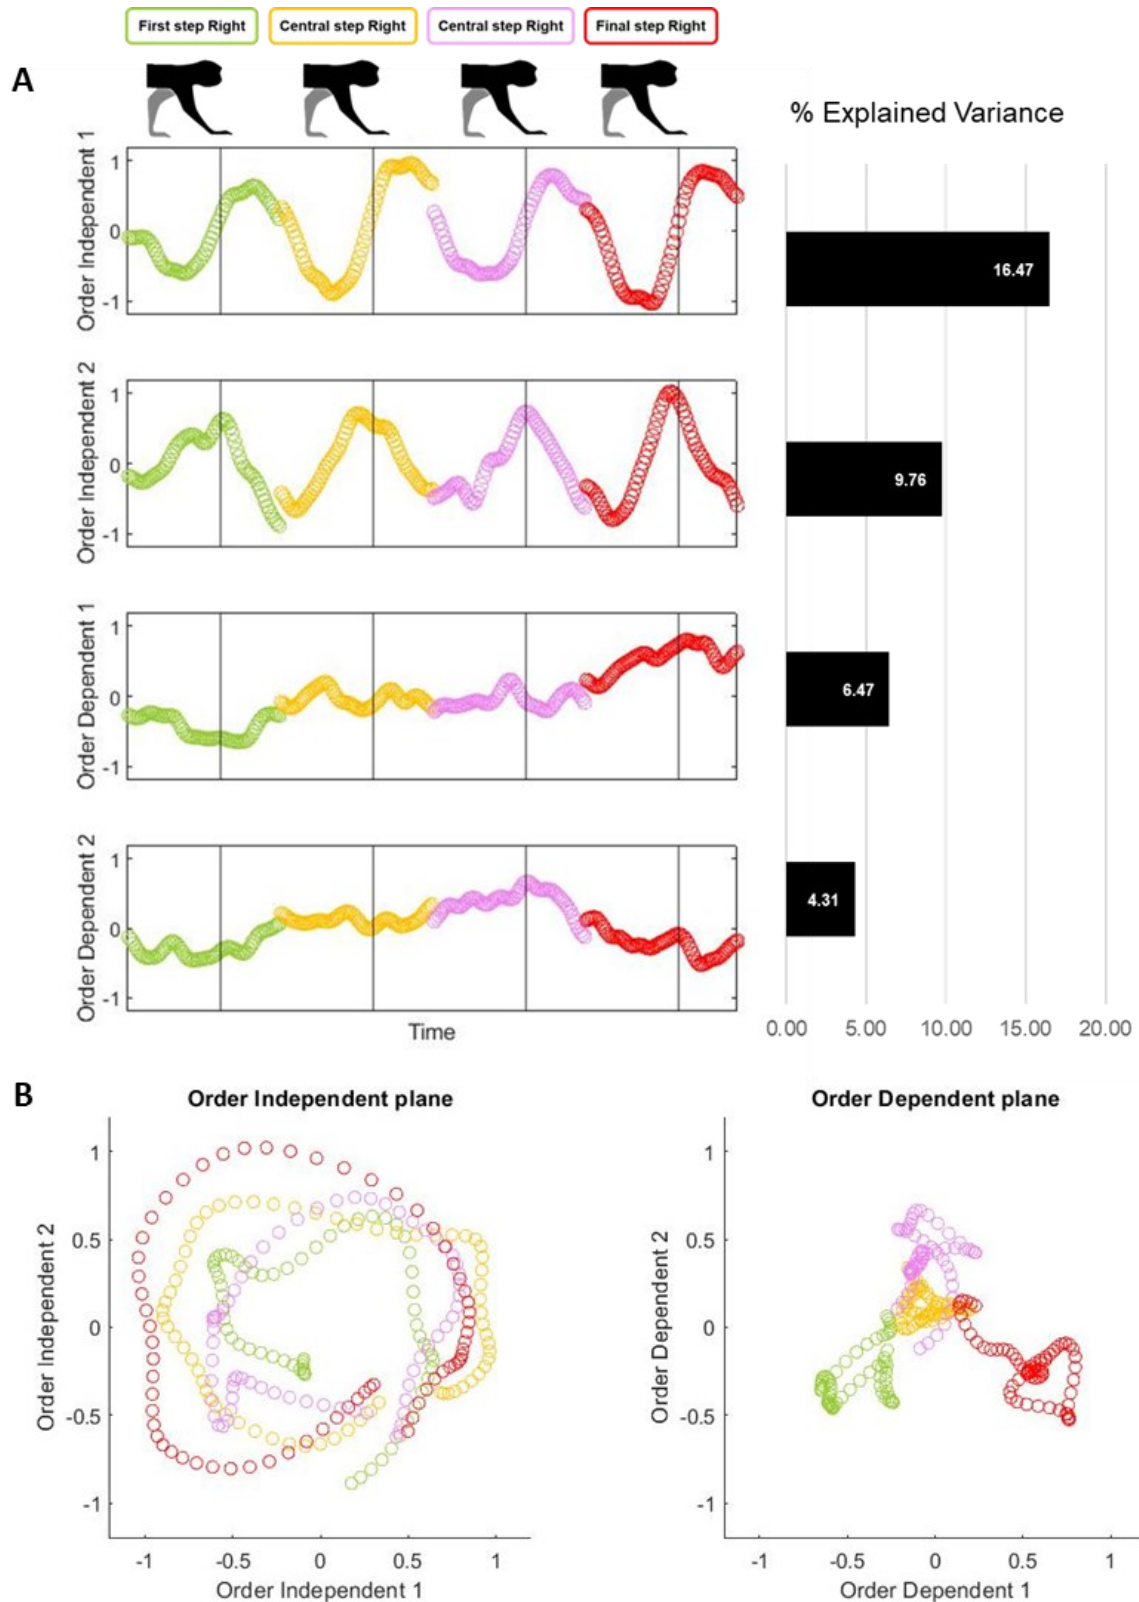 First step Right
Central step Right
Central step Right
Final step Right
A
% Explained Variance
Order Independent 1
1
0
-1
16.47
Order Independent 2
1
0
-1
9.76
Order Dependent 1
1
0
-1
6.47
Order Dependent 2
1
0
-1
4.31
Time
0.00 5.00 10.00 15.00 20.00
B
Order Independent plane
Order Independent 2
1
0.5
0
-0.5
-1
-1 -0.5 0 0.5 1
Order Independent 1
Order Dependent plane
Order Dependent 2
1
0.5
0
-0.5
-1
-1 -0.5 0 0.5 1
Order Dependent 1